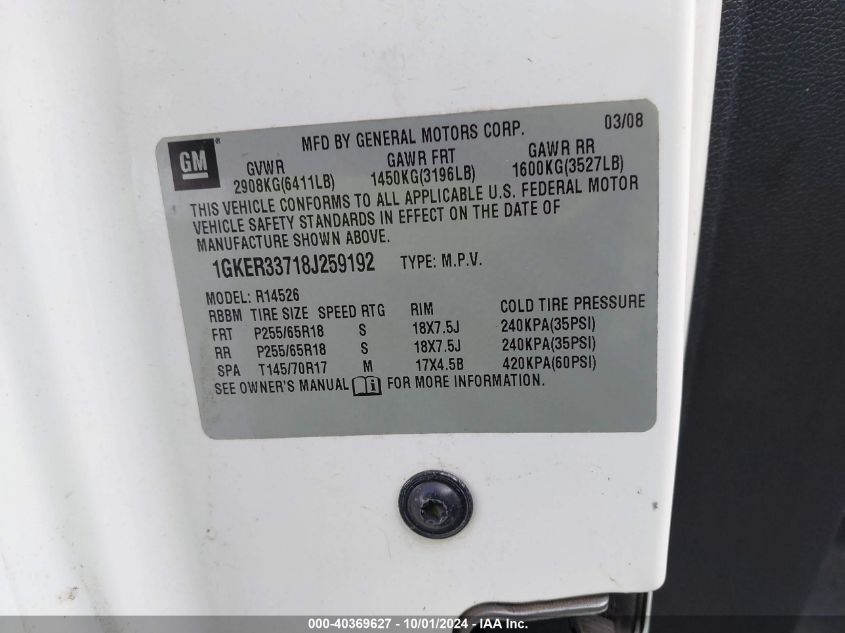 MFD BY GENERAL MOTORS CORP. 03/08
GM®
GVWR GAWR FRT GAWR RR
2908KG(6411LB) 1450KG(3196LB) 1600KG(3527LB)
THIS VEHICLE CONFORMS TO ALL APPLICABLE U.S. FEDERAL MOTOR
VEHICLE SAFETY STANDARDS IN EFFECT ON THE DATE OF
MANUFACTURE SHOWN ABOVE.
1GKER33718J259192 TYPE: M.P.V.
MODEL: R14526
RBBM TIRE SIZE SPEED RTG RIM COLD TIRE PRESSURE
FRT P255/65R18 S 18X7.5J 240KPA(35PSI)
RR P255/65R18 S 18X7.5J 240KPA(35PSI)
SPA T145/70R17 M 17X4.5B 420KPA(60PSI)
SEE OWNER'S MANUAL FOR MORE INFORMATION.
000-40369627 - 10/01/2024 - IAA Inc.